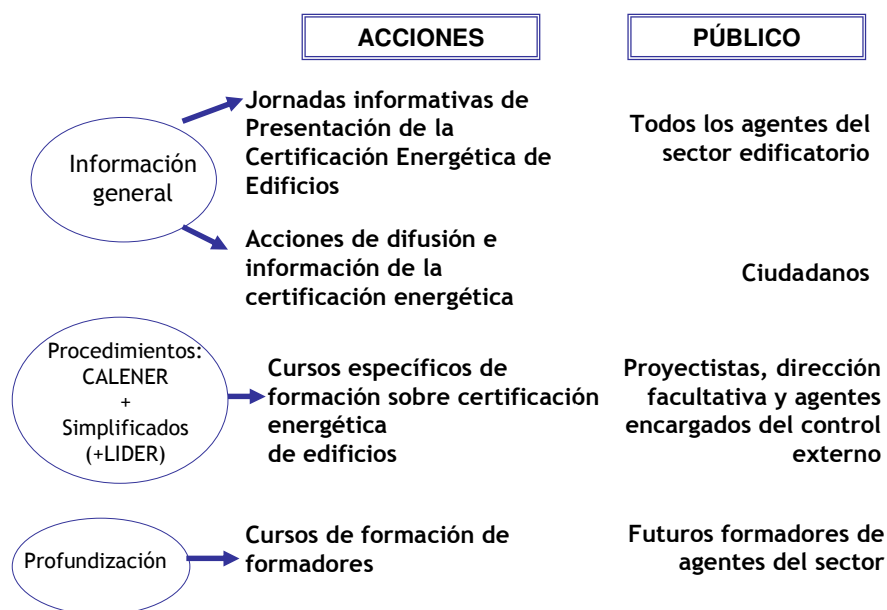 ACCIONES
PÚBLICO
Información
general
Jornadas informativas de
Presentación de la
Certificación Energética de
Edificios
Todos los agentes del
sector edificatorio
Acciones de difusión e
información de la
certificación energética
Ciudadanos
Procedimientos:
CALENER
+
Simplificados
(+LIDER)
Cursos específicos de
formación sobre certificación
energética
de edificios
Proyectistas, dirección
facultativa y agentes
encargados del control
externo
Profundización
Cursos de formación de
formadores
Futuros formadores de
agentes del sector